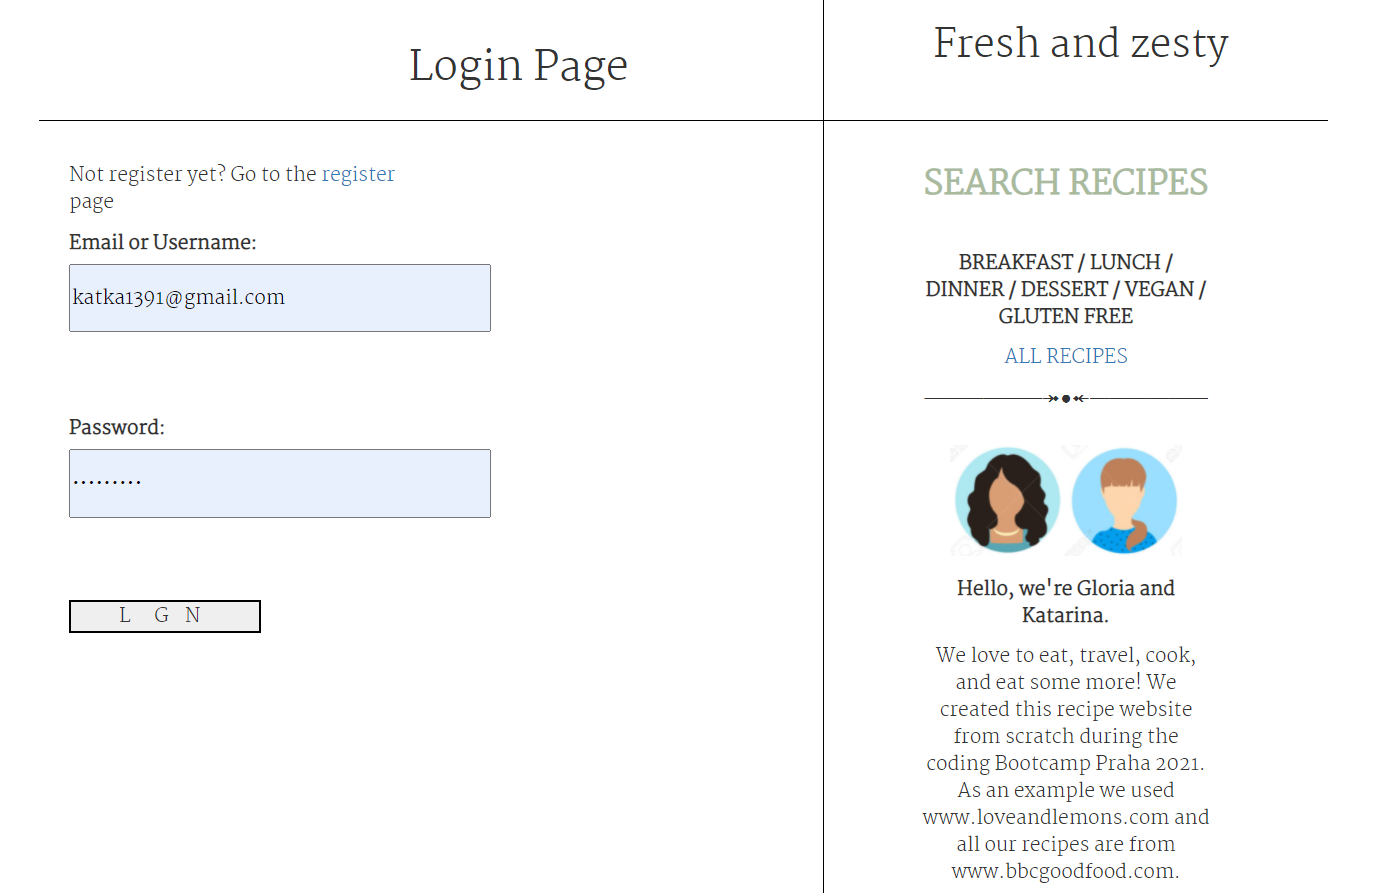 Login Page
Not register yet? Go to the register
page
Email or Username:
katka1391@gmail.com
Password:
.........
L G N
Fresh and zesty
SEARCH RECIPES
BREAKFAST / LUNCH /
DINNER / DESSERT / VEGAN /
GLUTEN FREE
ALL RECIPES
Hello, we're Gloria and
Katarina.
We love to eat, travel, cook,
and eat some more! We
created this recipe website
from scratch during the
coding Bootcamp Praha 2021.
As an example we used
www.loveandlemons.com and
all our recipes are from
www.bbcgoodfood.com.